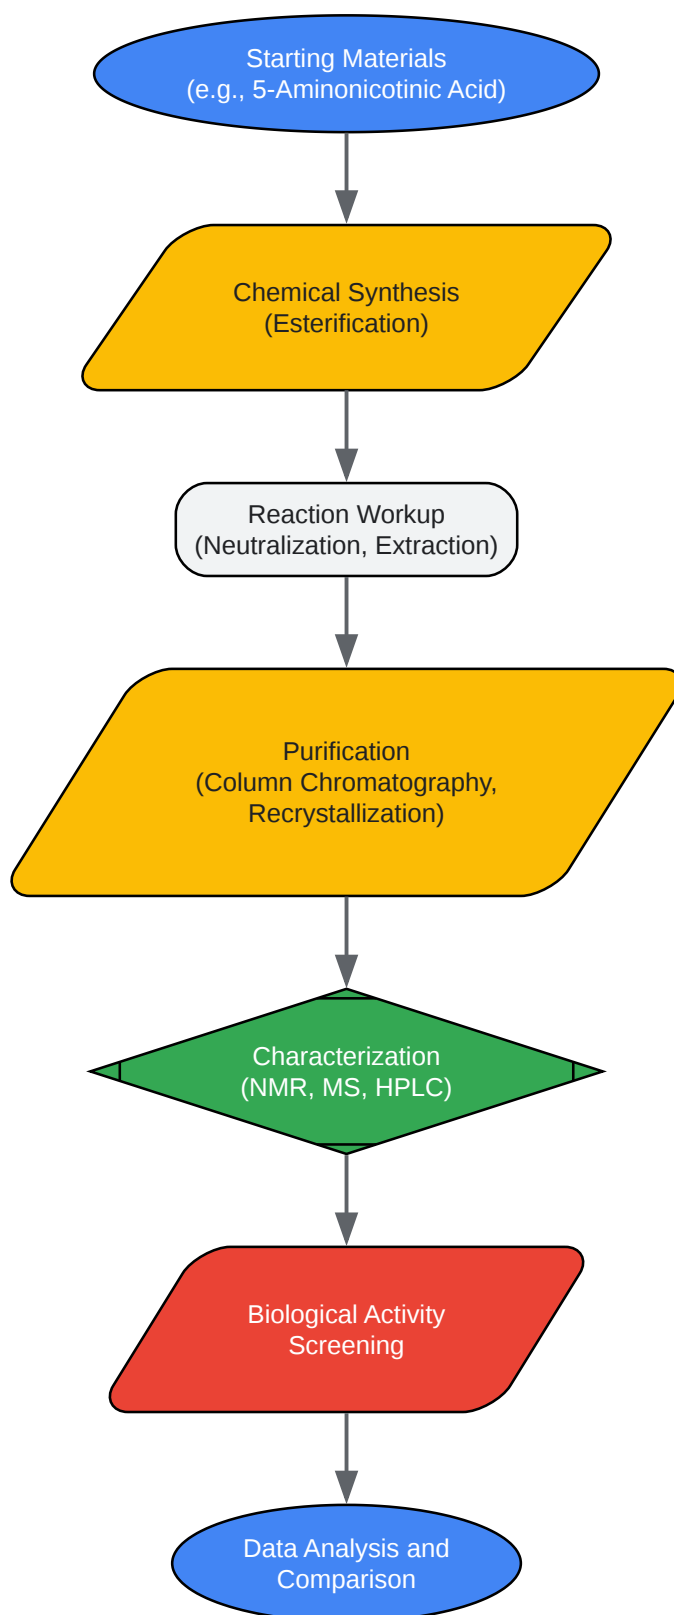 Starting Materials
(e.g., 5-Aminonicotinic Acid)
Chemical Synthesis
(Esterification)
Reaction Workup
(Neutralization, Extraction)
Purification
(Column Chromatography,
Recrystallization)
Characterization
(NMR, MS, HPLC)
Biological Activity
Screening
Data Analysis and
Comparison